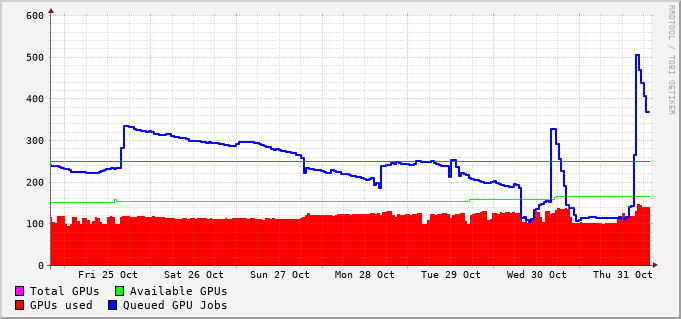 RRDTOOL / TOBI OETIKER
600
500
400
300
200
100
0
Fri 25 Oct Sat 26 Oct Sun 27 Oct Mon 28 Oct Tue 29 Oct Wed 30 Oct Thu 31 Oct
Total GPUs Available GPUs
GPUs used Queued GPU Jobs